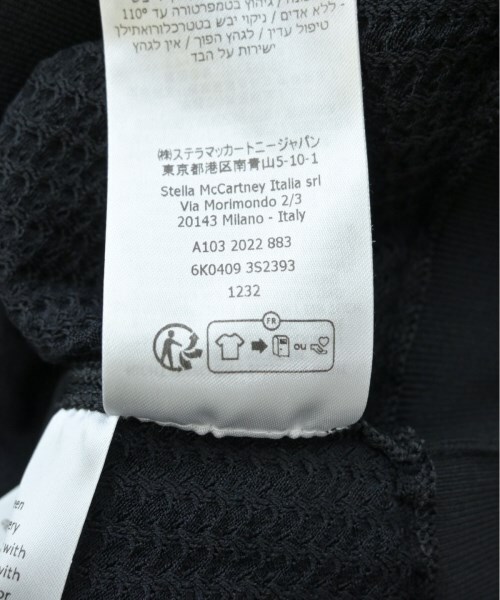 גיהוץ בטמפרטורה עד 110°
- ללא אדים / ניקוי יבש בטטרכלורואתילן
טיפול עדין / לגהץ הפוך / אין לגהץ
ישירות על הבד
㈱ステラマッカートニージャパン
東京都港区南青山5-10-1
Stella McCartney Italia srl
Via Morimondo 2/3
20143 Milano - Italy
A103 2022 883
6K0409 3S2393
1232
FR
ou
with
with
or